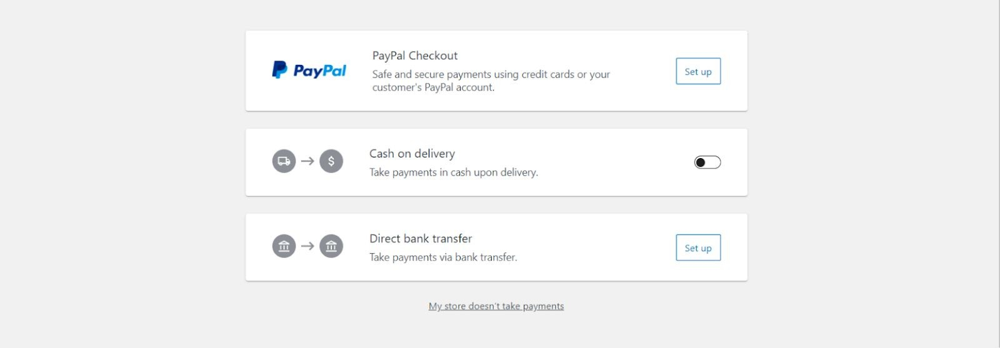 PayPal
PayPal Checkout
Safe and secure payments using credit cards or your
customer's PayPal account.
Set up
$
Cash on delivery
Take payments in cash upon delivery.
Direct bank transfer
Take payments via bank transfer.
Set up
My store doesn't take payments